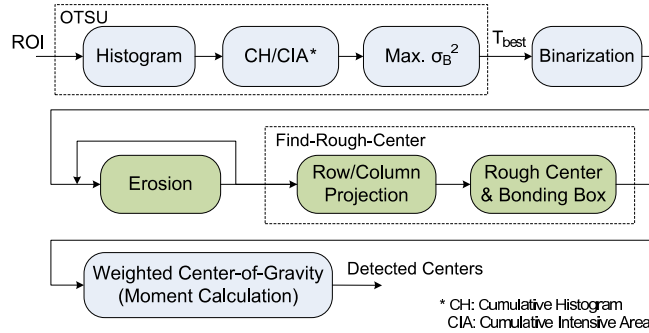 OTSU
ROI
Histogram
CH/CIA*
Max. σB²
Tbest
Binarization
Find-Rough-Center
Erosion
Row/Column
Projection
Rough Center
& Bonding Box
Weighted Center-of-Gravity
(Moment Calculation)
Detected Centers
* CH: Cumulative Histogram
CIA: Cumulative Intensive Area